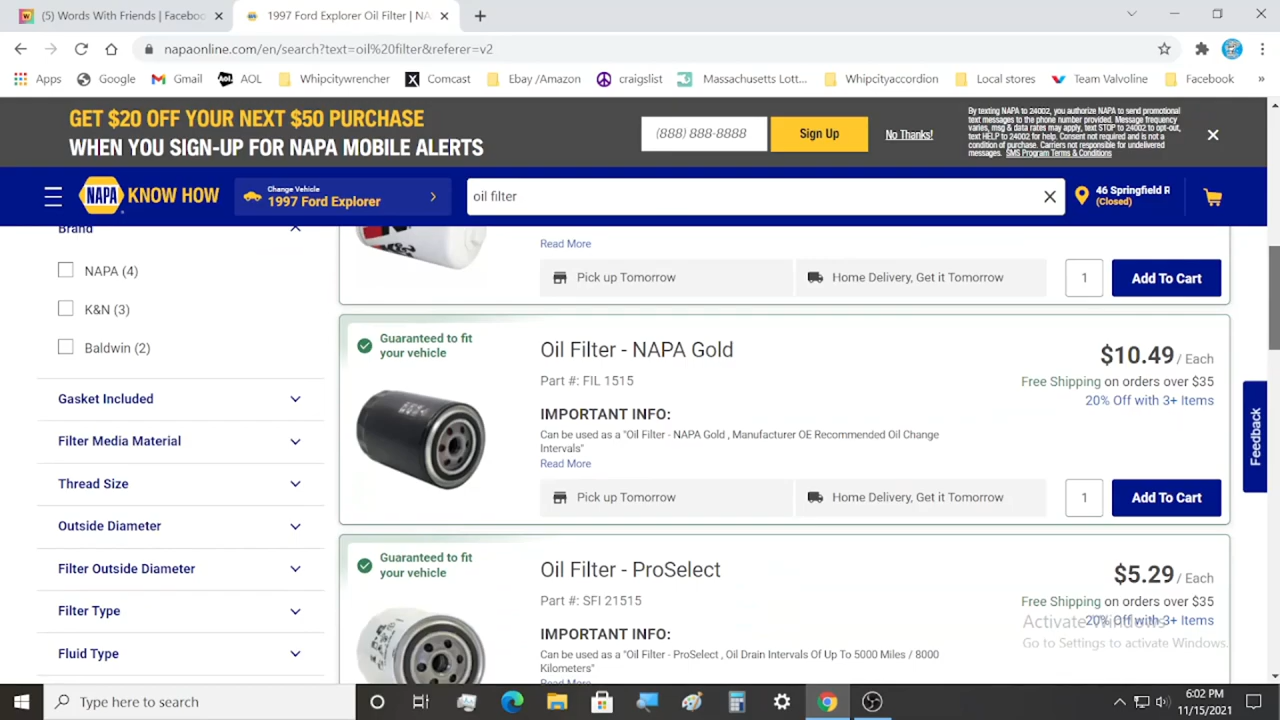 (5) Words With Friends | Faceboo
1997 Ford Explorer Oil Filter | NA
napaonline.com/en/search?text=oil%20filter&referer=v2
Apps Google Gmail AOL Whipcitywrencher Comcast Ebay /Amazon craigslist Massachusetts Lott... Whipcityaccordion Local stores Team Valvoline Facebook »
GET $20 OFF YOUR NEXT $50 PURCHASE
WHEN YOU SIGN-UP FOR NAPA MOBILE ALERTS
(888) 888-8888
Sign Up
No Thanks!
By texting NAPA to 24002, you authorize NAPA to send promotional
text messages to the phone number provided. Message frequency
varies, msg & data rates may apply, text STOP to 24002 to opt-out,
text HELP to 24002 for help. Consent not required and is not a
condition of purchase. Carriers not responsible for undelivered
messages. SMS Program Terms & Conditions
NAPA KNOW HOW
Change Vehicle
1997 Ford Explorer
oil filter
46 Springfield R
(Closed)
Brand
NAPA (4)
K&N (3)
Baldwin (2)
Gasket Included
Filter Media Material
Thread Size
Outside Diameter
Filter Outside Diameter
Filter Type
Fluid Type
Read More
Pick up Tomorrow
Home Delivery, Get it Tomorrow
1
Add To Cart
Guaranteed to fit
your vehicle
Oil Filter - NAPA Gold
Part #: FIL 1515
IMPORTANT INFO:
Can be used as a "Oil Filter - NAPA Gold , Manufacturer OE Recommended Oil Change
Intervals"
Read More
$10.49 / Each
Free Shipping on orders over $35
20% Off with 3+ Items
Pick up Tomorrow
Home Delivery, Get it Tomorrow
1
Add To Cart
Guaranteed to fit
your vehicle
Oil Filter - ProSelect
Part #: SFI 21515
IMPORTANT INFO:
Can be used as a "Oil Filter - ProSelect , Oil Drain Intervals Of Up To 5000 Miles / 8000
Kilometers"
Read More
$5.29 / Each
Free Shipping on orders over $35
20% Off with 3+ Items
Activate Windows
Go to Settings to activate Windows.
Feedback
Type here to search
6:02 PM
11/15/2021